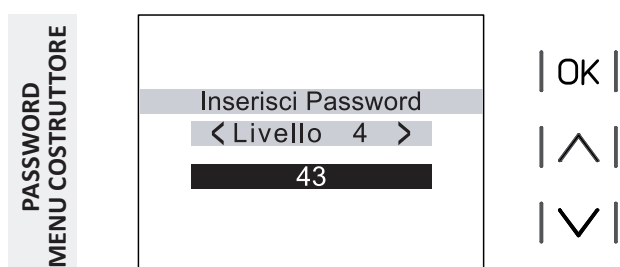 PASSWORD
MENU COSTRUTTORE
Inserisci Password
<Livello 4 >
43
OK